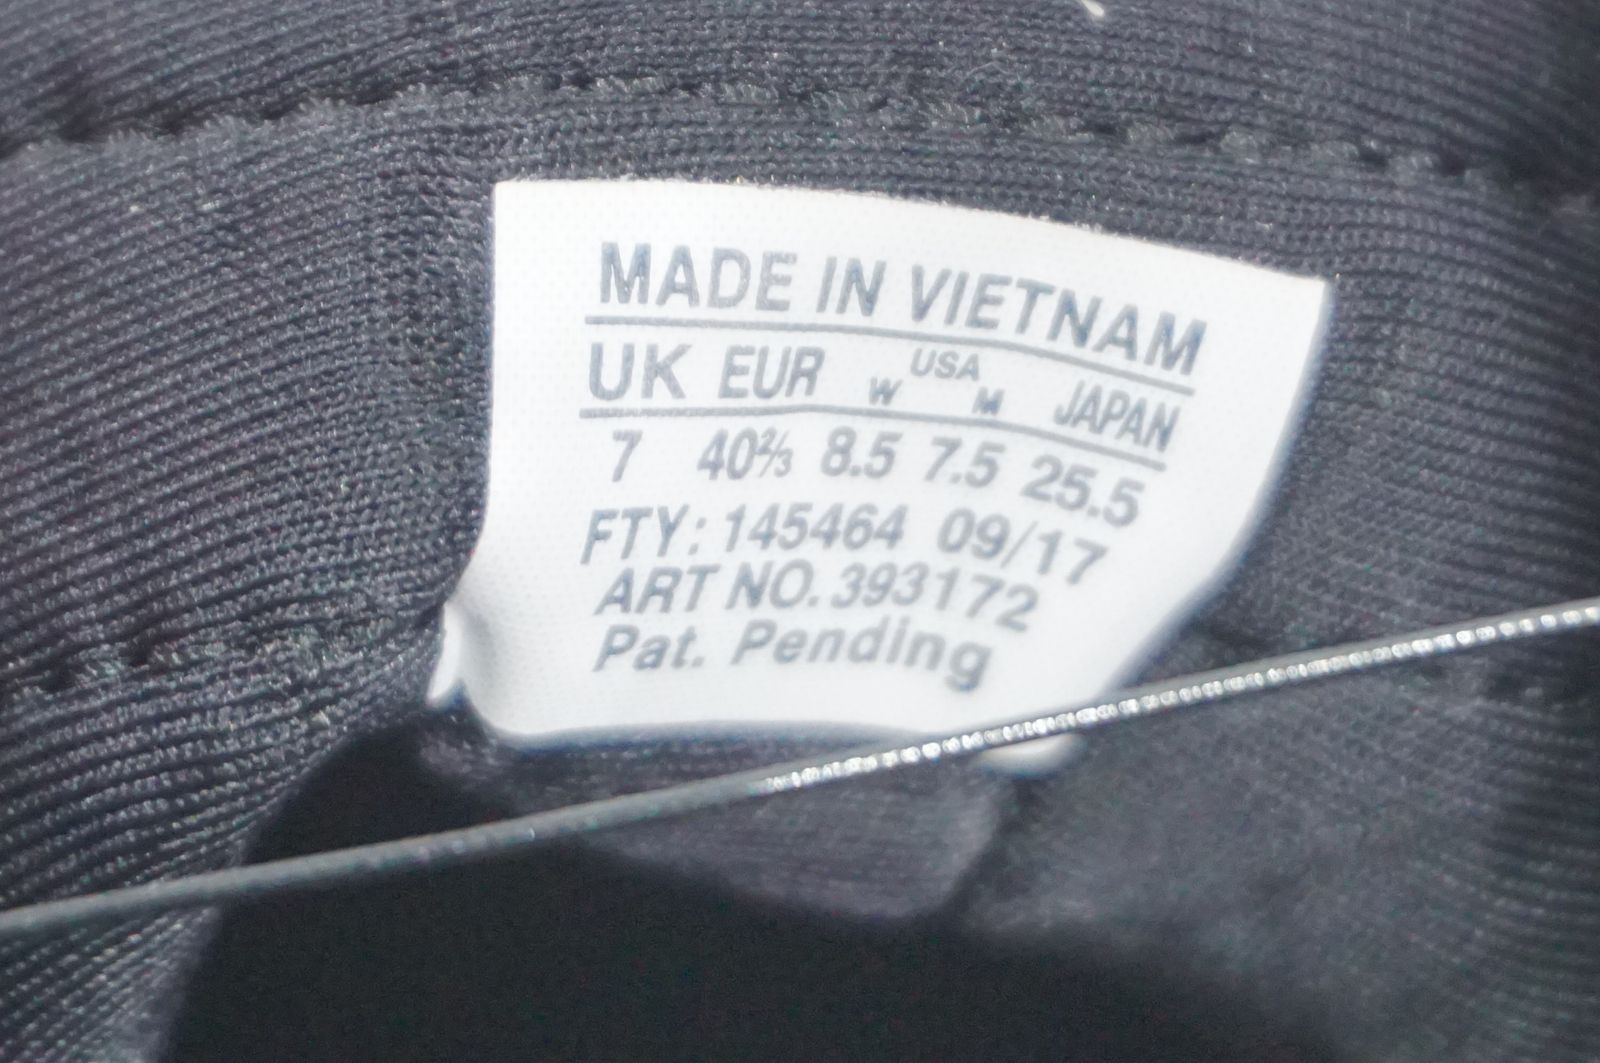 MADE IN VIETNAM
UK EUR USA W M JAPAN
7 40⅔ 8.5 7.5 25.5
FTY: 145464 09/17
ART NO. 393172
Pat. Pending